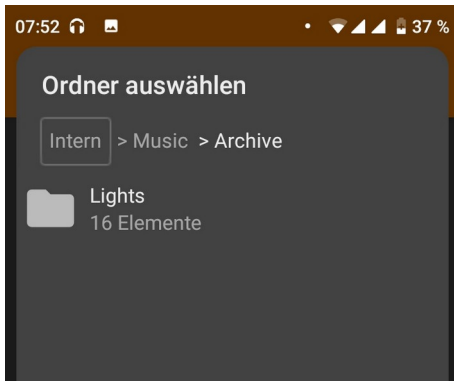 07:52 37 %
Ordner auswählen
Intern > Music > Archive
Lights
16 Elemente